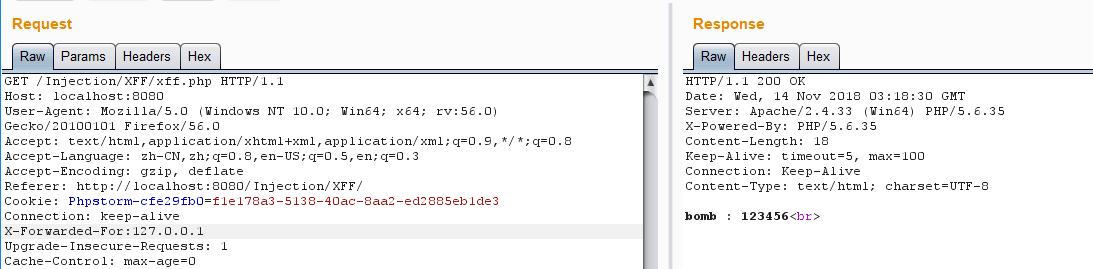 Request
Raw Params Headers Hex
GET /Injection/XFF/xff.php HTTP/1.1
Host: localhost:8080
User-Agent: Mozilla/5.0 (Windows NT 10.0; Win64; x64; rv:56.0)
Gecko/20100101 Firefox/56.0
Accept: text/html,application/xhtml+xml,application/xml;q=0.9,*/*;q=0.8
Accept-Language: zh-CN,zh;q=0.8,en-US;q=0.5,en;q=0.3
Accept-Encoding: gzip, deflate
Referer: http://localhost:8080/Injection/XFF/
Cookie: Phpstorm-cfe29fb0=f1e178a3-5138-40ac-8aa2-ed2885eb1de3
Connection: keep-alive
X-Forwarded-For:127.0.0.1
Upgrade-Insecure-Requests: 1
Cache-Control: max-age=0
Response
Raw Headers Hex
HTTP/1.1 200 OK
Date: Wed, 14 Nov 2018 03:18:30 GMT
Server: Apache/2.4.33 (Win64) PHP/5.6.35
X-Powered-By: PHP/5.6.35
Content-Length: 18
Keep-Alive: timeout=5, max=100
Connection: Keep-Alive
Content-Type: text/html; charset=UTF-8
bomb : 123456<br>